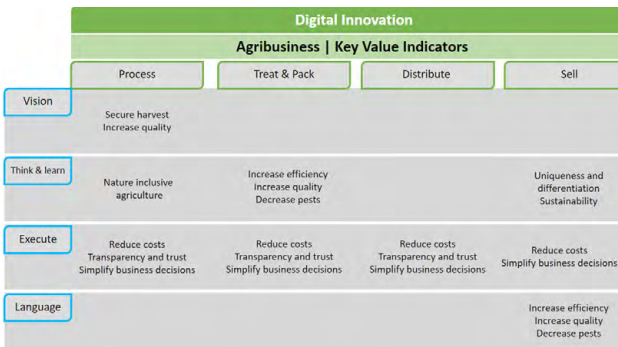 Digital Innovation
Agribusiness | Key Value Indicators
Process Treat & Pack Distribute Sell
Vision
Secure harvest
Increase quality
Think & learn
Nature inclusive
agriculture
Increase efficiency
Increase quality
Decrease pests
Uniqueness and
differentiation
Sustainability
Execute
Reduce costs
Transparency and trust
Simplify business decisions
Reduce costs
Transparency and trust
Simplify business decisions
Reduce costs
Transparency and trust
Simplify business decisions
Reduce costs
Simplify business decisions
Language
Increase efficiency
Increase quality
Decrease pests